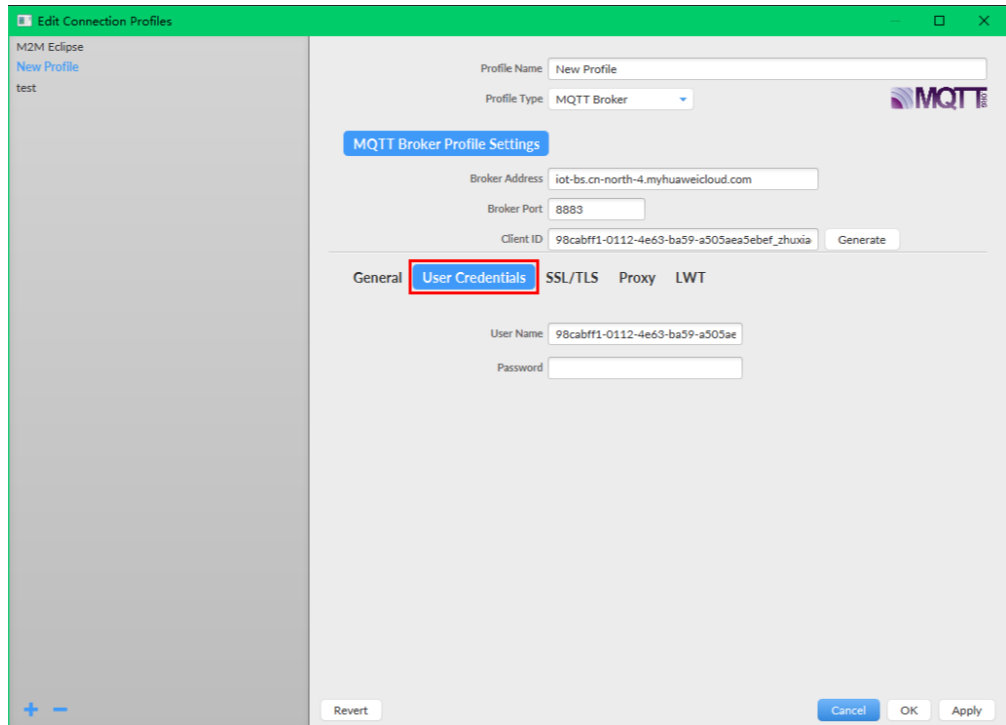 Edit Connection Profiles
M2M Eclipse
New Profile
test
Profile Name New Profile
Profile Type MQTT Broker
MQTT.ORG
MQTT Broker Profile Settings
Broker Address iot-bs.cn-north-4.myhuaweicloud.com
Broker Port 8883
Client ID 98cabff1-0112-4e63-ba59-a505aea5ebef_zhuxia Generate
General User Credentials SSL/TLS Proxy LWT
User Name 98cabff1-0112-4e63-ba59-a505ae
Password
Revert Cancel OK Apply